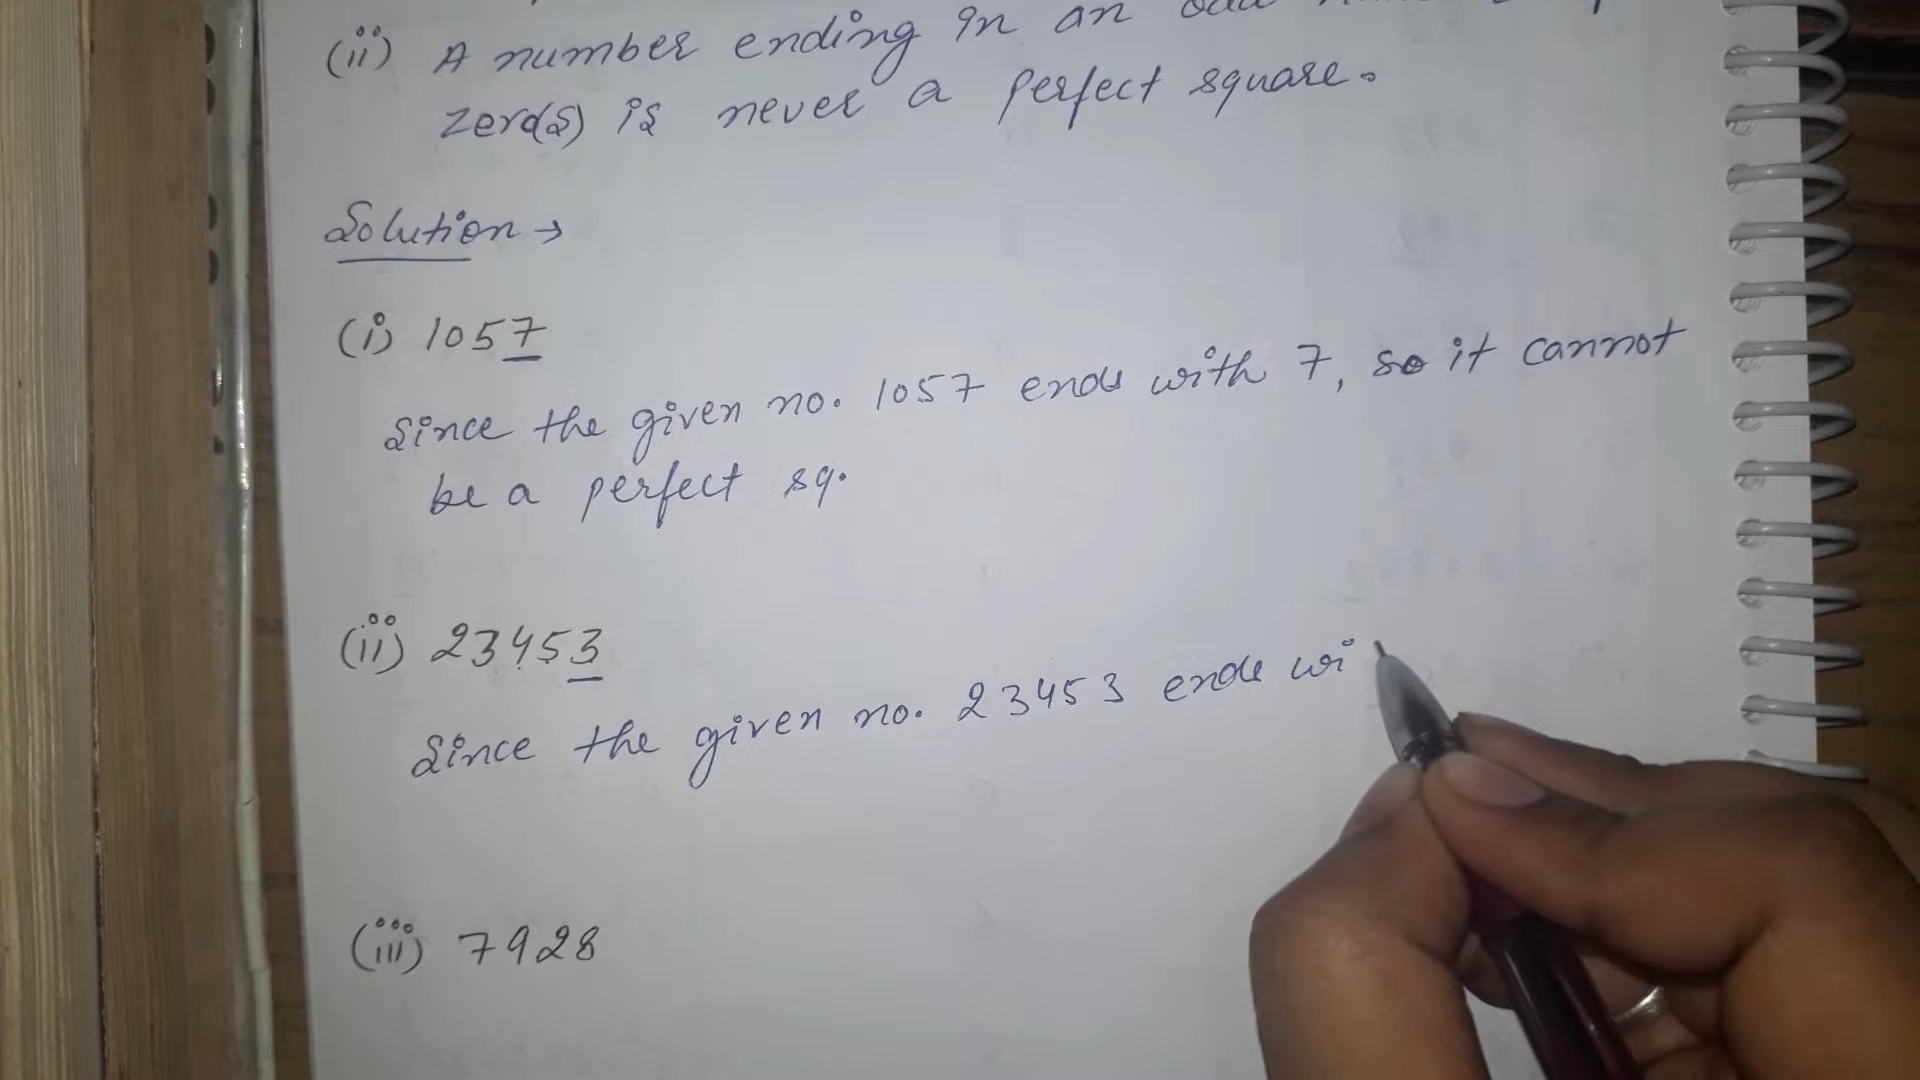 (ii) A number ending in an
zero(s) is never a perfect square.
Solution →
(i) 1057
Since the given no. 1057 ends with 7, so it cannot
be a perfect sq.
(ii) 23453
Since the given no. 23453 ends wi
(iii) 7928